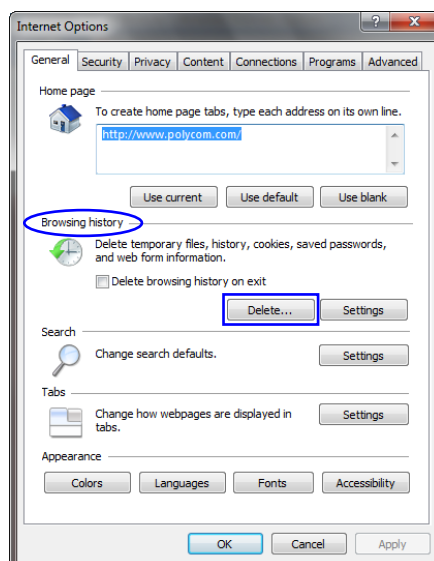 Internet Options
General Security Privacy Content Connections Programs Advanced
Home page
To create home page tabs, type each address on its own line.
http://www.polycom.com/
Use current Use default Use blank
Browsing history
Delete temporary files, history, cookies, saved passwords,
and web form information.
Delete browsing history on exit
Delete... Settings
Search
Change search defaults. Settings
Tabs
Change how webpages are displayed in
tabs.
Settings
Appearance
Colors Languages Fonts Accessibility
OK Cancel Apply